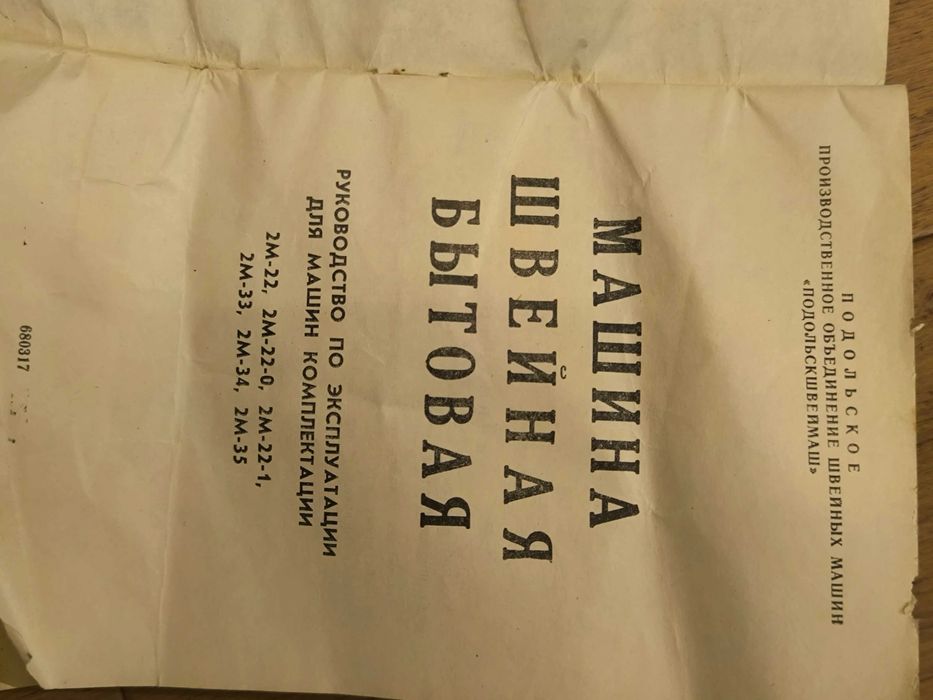 ПОДОЛЬСКОЕ
ПРОИЗВОДСТВЕННОЕ ОБЪЕДИНЕНИЕ ШВЕЙНЫХ МАШИН
«ПОДОЛЬСКШВЕЙМАШ»
МАШИНА
ШВЕЙНАЯ
БЫТОВАЯ
РУКОВОДСТВО ПО ЭКСПЛУАТАЦИИ
ДЛЯ МАШИН КОМПЛЕКТАЦИИ
2М-22, 2М-22-0, 2М-22-1,
2М-33, 2М-34, 2М-35
680317